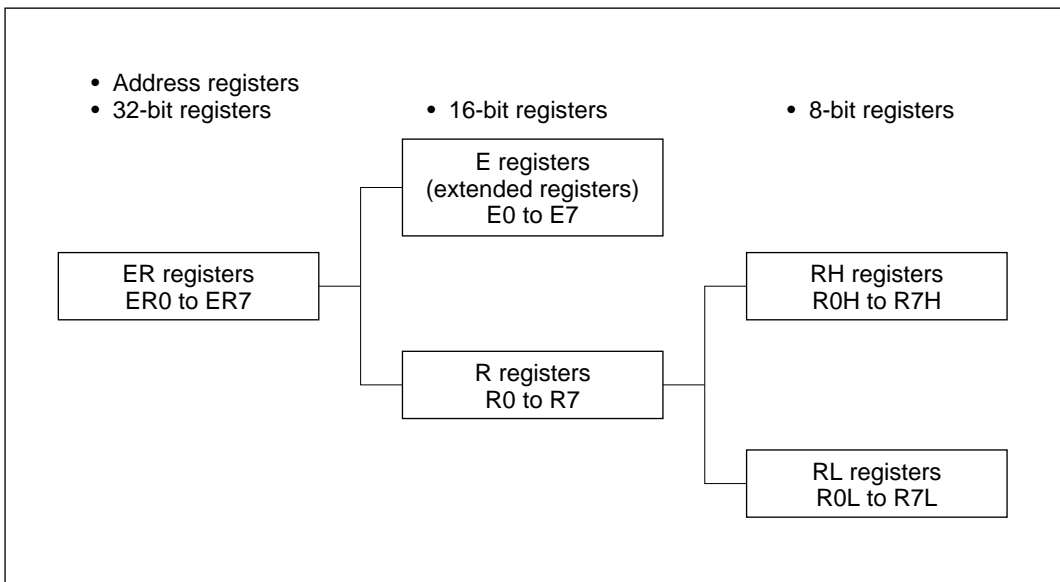 • Address registers
• 32-bit registers
• 16-bit registers
• 8-bit registers
E registers
(extended registers)
E0 to E7
ER registers
ER0 to ER7
RH registers
R0H to R7H
R registers
R0 to R7
RL registers
R0L to R7L